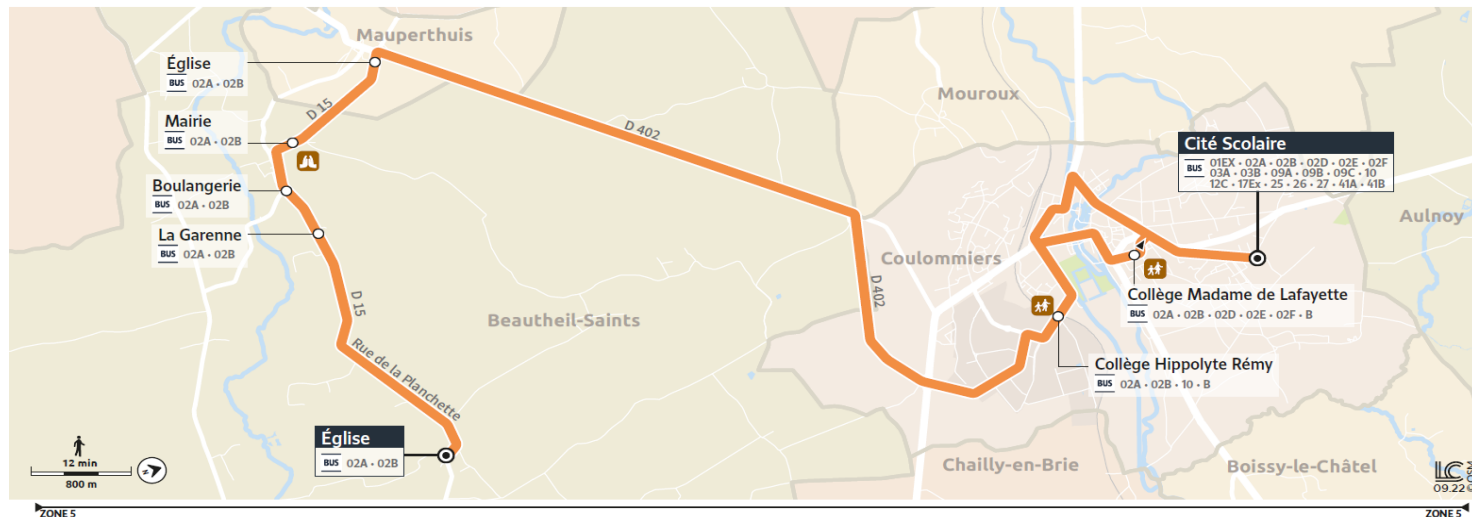 Mauperthuis
Église
BUS 02A • 02B
D 15
Mairie
BUS 02A • 02B
Boulangerie
BUS 02A • 02B
La Garenne
BUS 02A • 02B
D 15
Rue de la Planchette
Église
BUS 02A • 02B
D 402
Beautheil-Saints
Mouroux
Cité Scolaire
BUS 01EX • 02A • 02B • 02D • 02E • 02F
03A • 03B • 09A • 09B • 09C • 10
12C • 17Ex • 25 • 26 • 27 • 41A • 41B
Aulnoy
Coulommiers
D 402
Collège Madame de Lafayette
BUS 02A • 02B • 02D • 02E • 02F • B
Collège Hippolyte Rémy
BUS 02A • 02B • 10 • B
Chailly-en-Brie
Boissy-le-Châtel
12 min
800 m
N
LC
09.22
© OSM
ZONE 5
ZONE 5